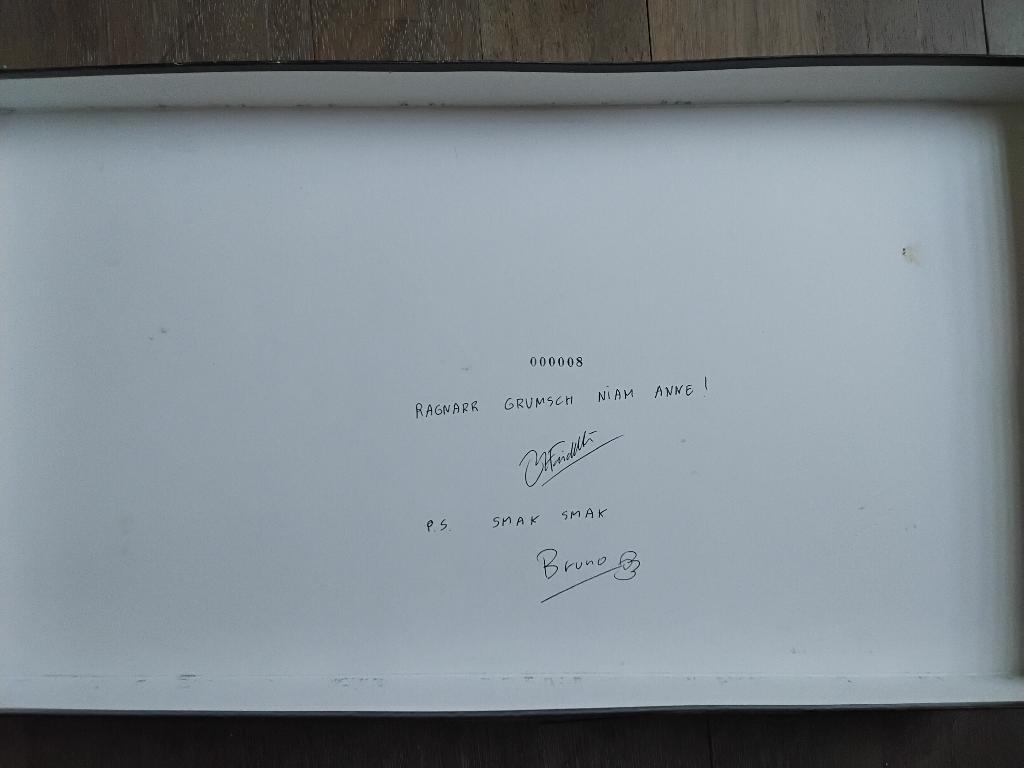 000008
RAGNARR GRUMSCH NIAM ANNE!
P.S. SMAK SMAK
Bruno